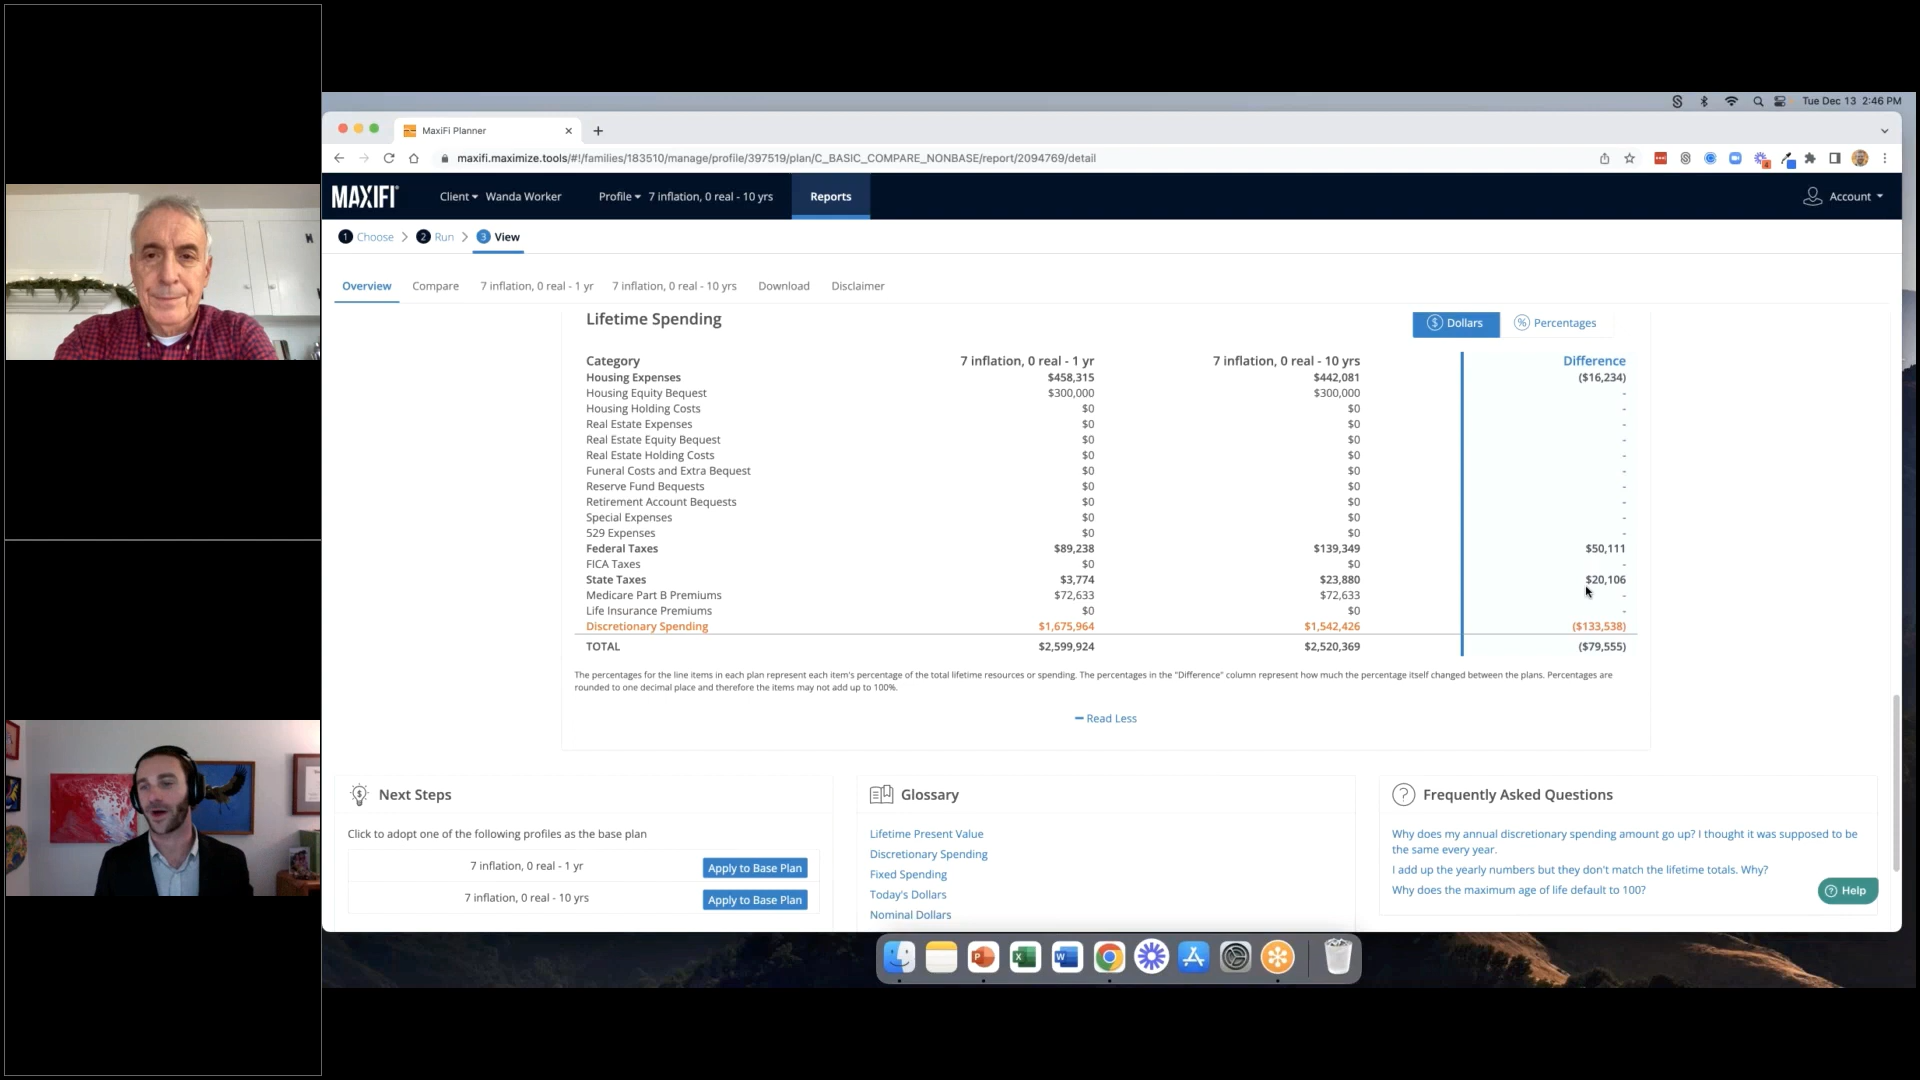 Tue Dec 13 2:46 PM
MaxiFi Planner
maxifi.maximize.tools/#!/families/183510/manage/profile/397519/plan/C_BASIC_COMPARE_NONBASE/report/2094769/detail
MAXIFI Client Wanda Worker Profile 7 inflation, 0 real - 10 yrs Reports Account
1 Choose 2 Run 3 View
Overview Compare 7 inflation, 0 real - 1 yr 7 inflation, 0 real - 10 yrs Download Disclaimer
Lifetime Spending $ Dollars % Percentages
Category 7 inflation, 0 real - 1 yr 7 inflation, 0 real - 10 yrs Difference
Housing Expenses $458,315 $442,081 ($16,234)
Housing Equity Bequest $300,000 $300,000 -
Housing Holding Costs $0 $0 -
Real Estate Expenses $0 $0 -
Real Estate Equity Bequest $0 $0 -
Real Estate Holding Costs $0 $0 -
Funeral Costs and Extra Bequest $0 $0 -
Reserve Fund Bequests $0 $0 -
Retirement Account Bequests $0 $0 -
Special Expenses $0 $0 -
529 Expenses $0 $0 -
Federal Taxes $89,238 $139,349 $50,111
FICA Taxes $0 $0 -
State Taxes $3,774 $23,880 $20,106
Medicare Part B Premiums $72,633 $72,633 -
Life Insurance Premiums $0 $0 -
Discretionary Spending $1,675,964 $1,542,426 ($133,538)
TOTAL $2,599,924 $2,520,369 ($79,555)
The percentages for the line items in each plan represent each item's percentage of the total lifetime resources or spending. The percentages in the "Difference" column represent how much the percentage itself changed between the plans. Percentages are
rounded to one decimal place and therefore the items may not add up to 100%.
Read Less
Next Steps
Click to adopt one of the following profiles as the base plan
7 inflation, 0 real - 1 yr Apply to Base Plan
7 inflation, 0 real - 10 yrs Apply to Base Plan
Glossary
Lifetime Present Value
Discretionary Spending
Fixed Spending
Today's Dollars
Nominal Dollars
Frequently Asked Questions
Why does my annual discretionary spending amount go up? I thought it was supposed to be
the same every year.
I add up the yearly numbers but they don't match the lifetime totals. Why?
Why does the maximum age of life default to 100?
Help